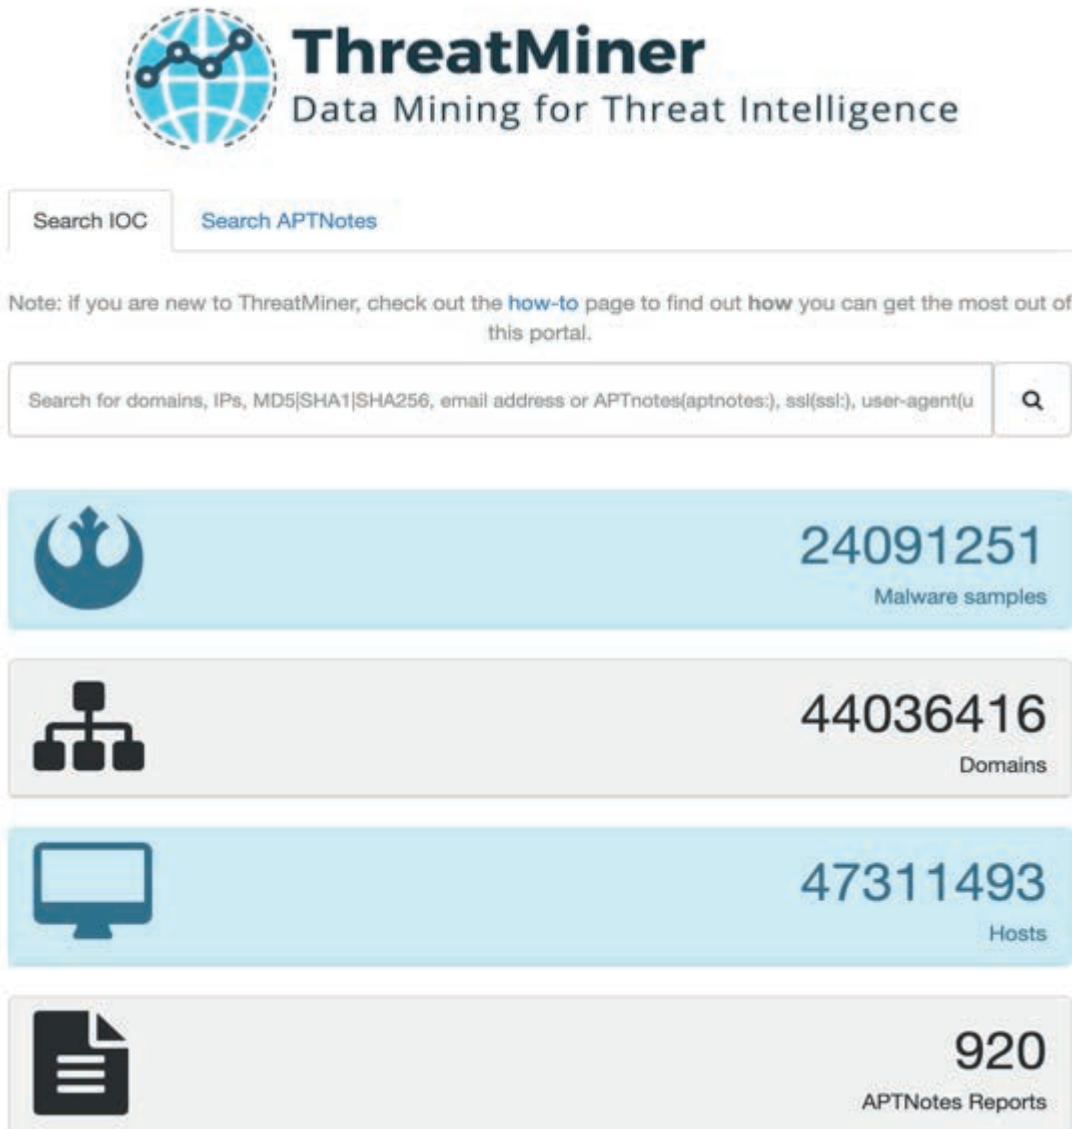 ThreatMiner
Data Mining for Threat Intelligence
Search IOC
Search APTNotes
Note: if you are new to ThreatMiner, check out the how-to page to find out how you can get the most out of
this portal.
Search for domains, IPs, MD5|SHA1|SHA256, email address or APTnotes(aptnotes:), ssl(ssl:), user-agent(u
24091251
Malware samples
44036416
Domains
47311493
Hosts
920
APTNotes Reports